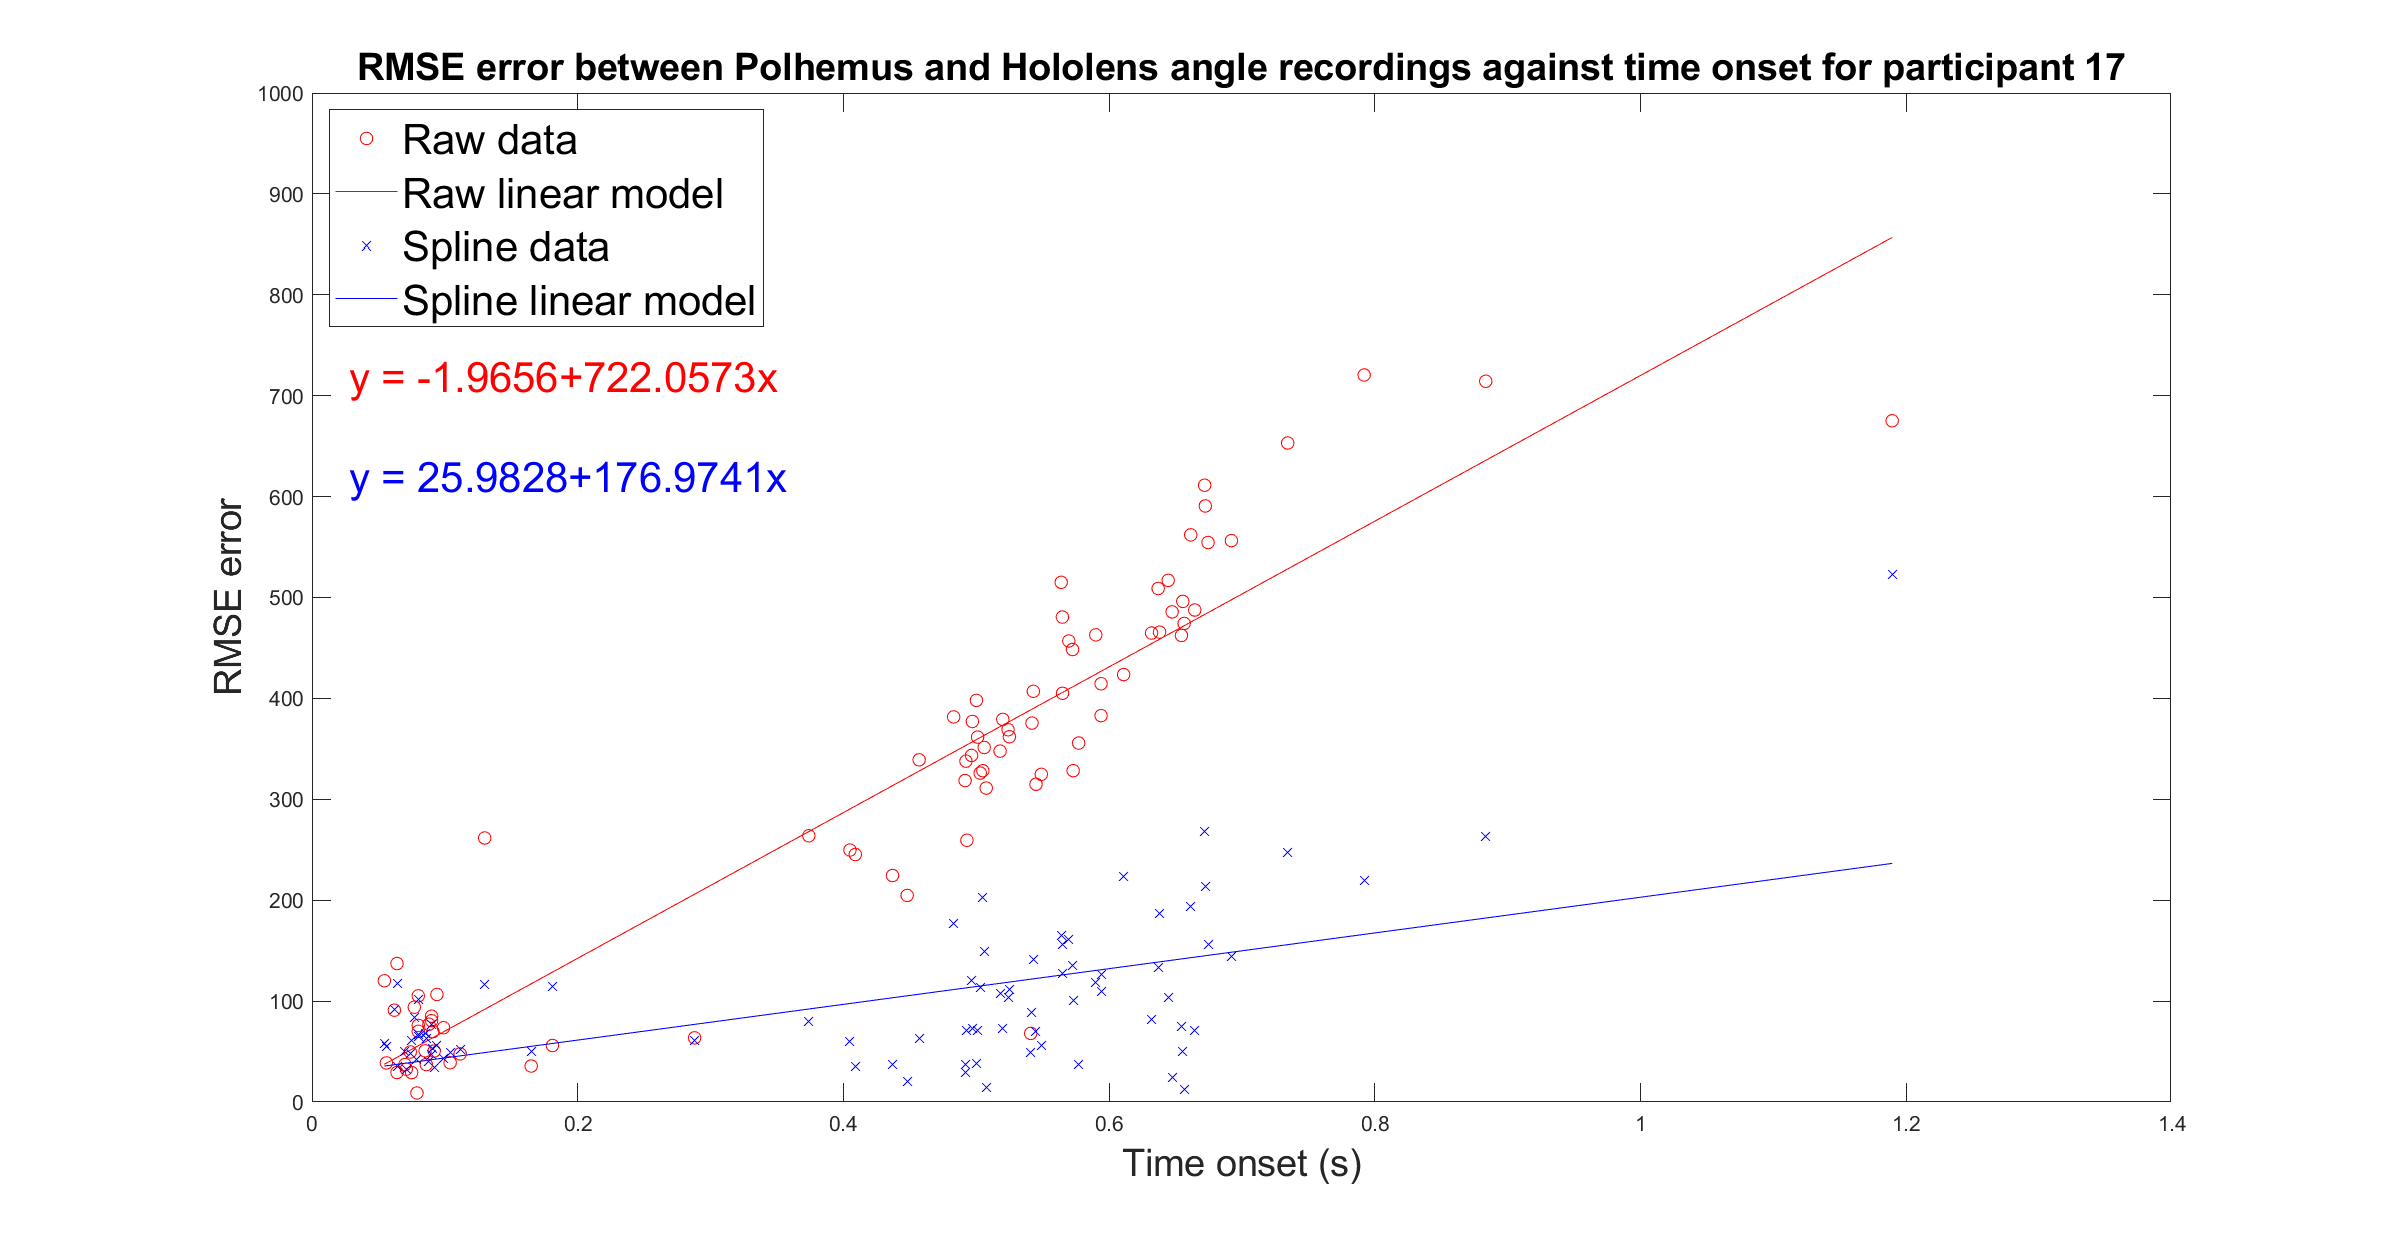 RMSE error between Polhemus and Hololens angle recordings against time onset for participant 17
1000
900
800
700
600
500
400
300
200
100
0
RMSE error
Raw data
Raw linear model
Spline data
Spline linear model
y = -1.9656+722.0573x
y = 25.9828+176.9741x
0 0.2 0.4 0.6 0.8 1 1.2 1.4
Time onset (s)